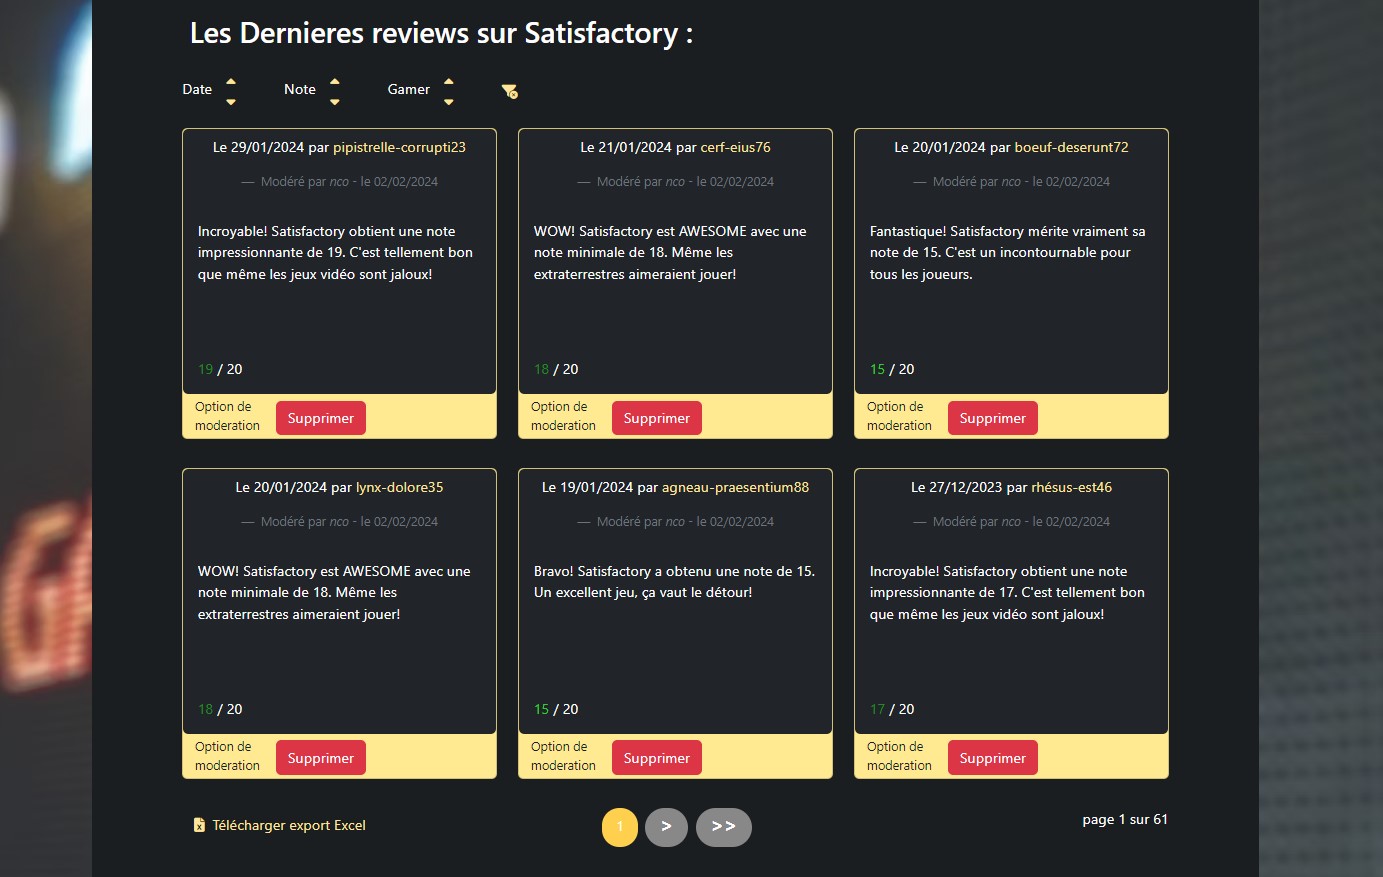 Les Dernieres reviews sur Satisfactory :
Date
Note
Gamer
Le 29/01/2024 par pipistrelle-corrupti23
— Modéré par nco - le 02/02/2024
Incroyable! Satisfactory obtient une note
impressionnante de 19. C'est tellement bon
que même les jeux vidéo sont jaloux!
19 / 20
Option de
moderation
Supprimer
Le 21/01/2024 par cerf-eius76
— Modéré par nco - le 02/02/2024
WOW! Satisfactory est AWESOME avec une
note minimale de 18. Même les
extraterrestres aimeraient jouer!
18 / 20
Option de
moderation
Supprimer
Le 20/01/2024 par boeuf-deserunt72
— Modéré par nco - le 02/02/2024
Fantastique! Satisfactory mérite vraiment sa
note de 15. C'est un incontournable pour
tous les joueurs.
15 / 20
Option de
moderation
Supprimer
Le 20/01/2024 par lynx-dolore35
— Modéré par nco - le 02/02/2024
WOW! Satisfactory est AWESOME avec une
note minimale de 18. Même les
extraterrestres aimeraient jouer!
18 / 20
Option de
moderation
Supprimer
Le 19/01/2024 par agneau-praesentium88
— Modéré par nco - le 02/02/2024
Bravo! Satisfactory a obtenu une note de 15.
Un excellent jeu, ça vaut le détour!
15 / 20
Option de
moderation
Supprimer
Le 27/12/2023 par rhésus-est46
— Modéré par nco - le 02/02/2024
Incroyable! Satisfactory obtient une note
impressionnante de 17. C'est tellement bon
que même les jeux vidéo sont jaloux!
17 / 20
Option de
moderation
Supprimer
Télécharger export Excel
1
>
>>
page 1 sur 61